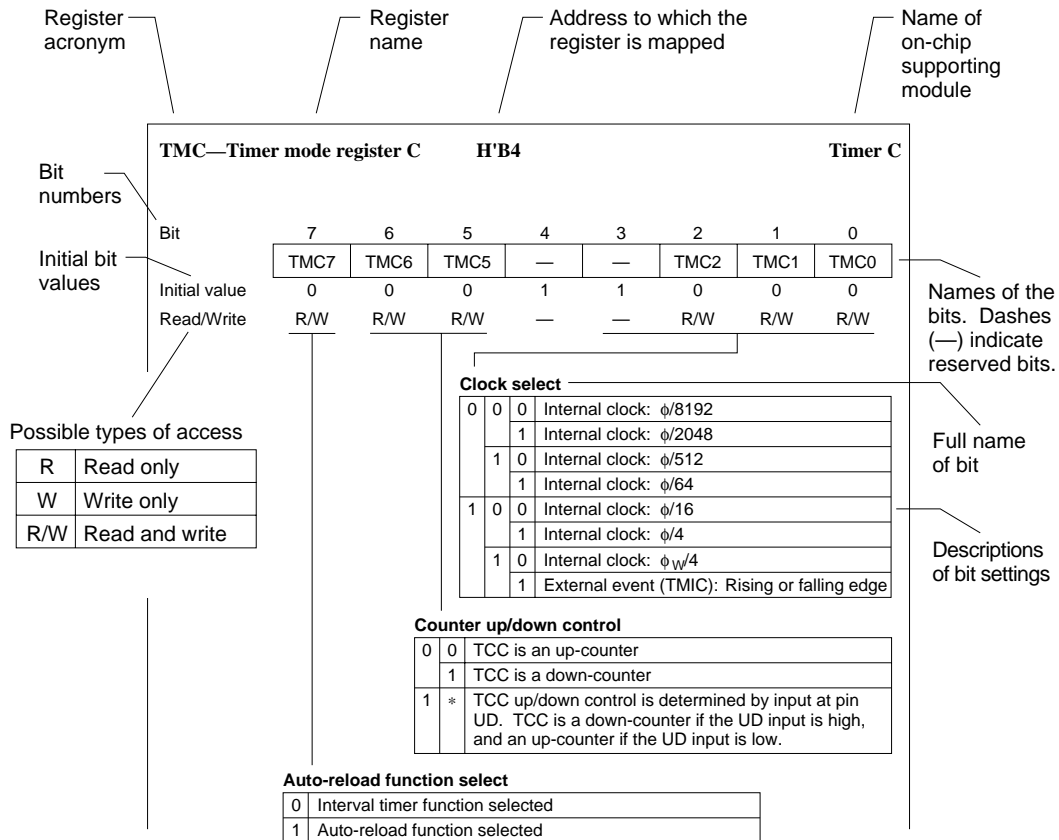 Register
acronym
Register
name
Address to which the
register is mapped
Name of
on-chip
supporting
module
TMC—Timer mode register C H'B4 Timer C
Bit
numbers
Bit 7 6 5 4 3 2 1 0
TMC7 TMC6 TMC5 — — TMC2 TMC1 TMC0
Initial bit
values
Initial value 0 0 0 1 1 0 0 0
Read/Write R/W R/W R/W — — R/W R/W R/W
Names of the
bits. Dashes
(—) indicate
reserved bits.
Possible types of access
R Read only
W Write only
R/W Read and write
Clock select
0 0 0 Internal clock: ϕ/8192
1 Internal clock: ϕ/2048
1 0 Internal clock: ϕ/512
1 Internal clock: ϕ/64
1 0 0 Internal clock: ϕ/16
1 Internal clock: ϕ/4
1 0 Internal clock: ϕW/4
1 External event (TMIC): Rising or falling edge
Full name
of bit
Descriptions
of bit settings
Counter up/down control
0 0 TCC is an up-counter
1 TCC is a down-counter
1 * TCC up/down control is determined by input at pin
UD. TCC is a down-counter if the UD input is high,
and an up-counter if the UD input is low.
Auto-reload function select
0 Interval timer function selected
1 Auto-reload function selected